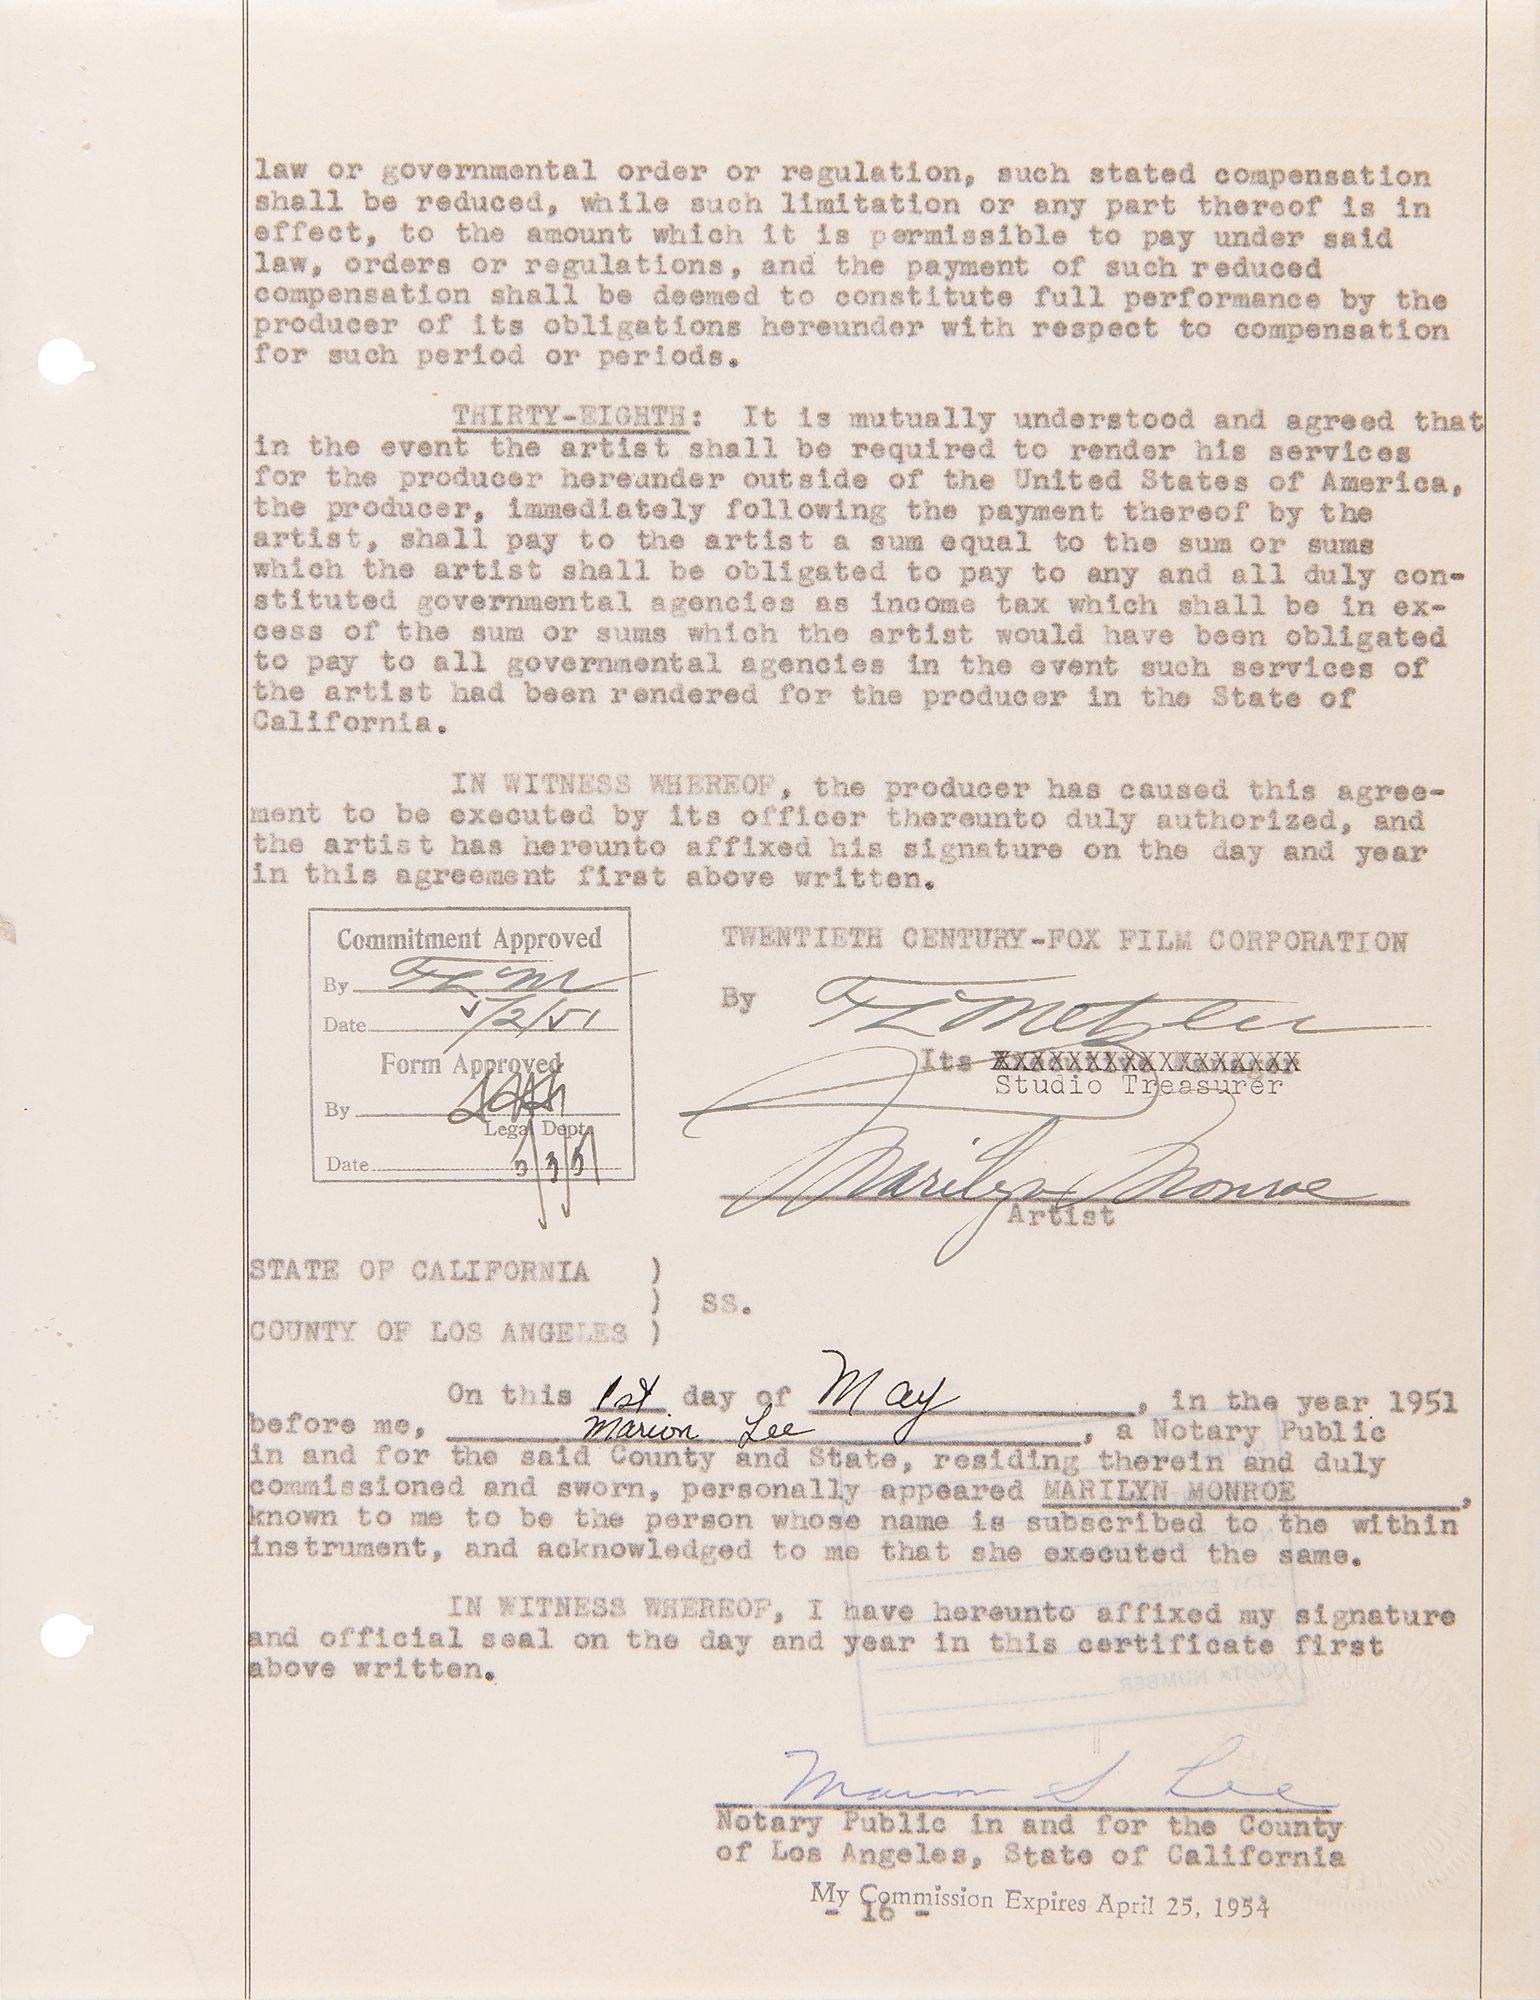 law or governmental order or regulation, such stated compensation
shall be reduced, while such limitation or any part thereof is in
effect, to the amount which it is permissible to pay under said
law, orders or regulations, and the payment of such reduced
compensation shall be deemed to constitute full performance by the
producer of its obligations hereunder with respect to compensation
for such period or periods.
THIRTY-EIGHTH: It is mutually understood and agreed that
in the event the artist shall be required to render his services
for the producer hereunder outside of the United States of America,
the producer, immediately following the payment thereof by the
artist, shall pay to the artist a sum equal to the sum or sums
which the artist shall be obligated to pay to any and all duly con-
stituted governmental agencies as income tax which shall be in ex-
cess of the sum or sums which the artist would have been obligated
to pay to all governmental agencies in the event such services of
the artist had been rendered for the producer in the State of
California.
IN WITNESS WHEREOF, the producer has caused this agree-
ment to be executed by its officer thereunto duly authorized, and
the artist has hereunto affixed his signature on the day and year
in this agreement first above written.
Commitment Approved
By FLM
Date 5/2/51
Form Approved
By
Legal Dept.
Date
TWENTIETH CENTURY-FOX FILM CORPORATION
By FL Metzler
Its
Studio Treasurer
Marilyn Monroe
Artist
STATE OF CALIFORNIA )
) SS.
COUNTY OF LOS ANGELES )
On this 1st day of May, in the year 1951
before me, Marion Lee, a Notary Public
in and for the said County and State, residing therein and duly
commissioned and sworn, personally appeared MARILYN MONROE,
known to me to be the person whose name is subscribed to the within
instrument, and acknowledged to me that she executed the same.
IN WITNESS WHEREOF, I have hereunto affixed my signature
and official seal on the day and year in this certificate first
above written.
Marion S Lee
Notary Public in and for the County
of Los Angeles, State of California
My Commission Expires April 25, 1954
- 16 -